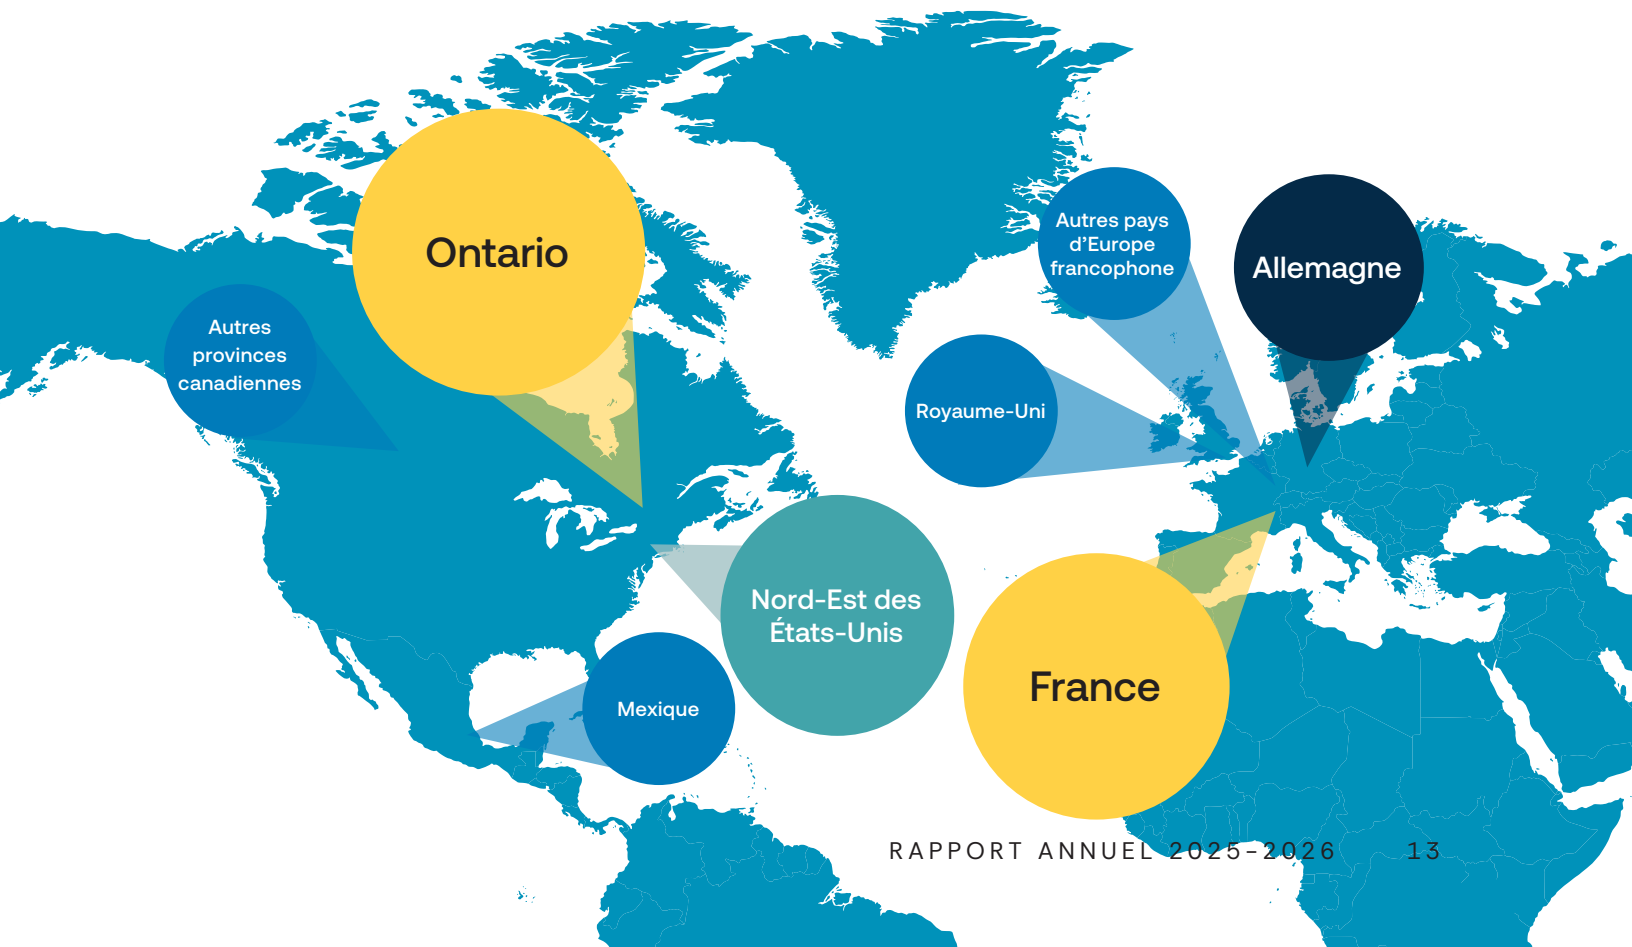 Ontario
Autres pays
d'Europe
francophone
Allemagne
Autres
provinces
canadiennes
Royaume-Uni
Nord-Est des
États-Unis
France
Mexique
RAPPORT ANNUEL 2025-2026 13